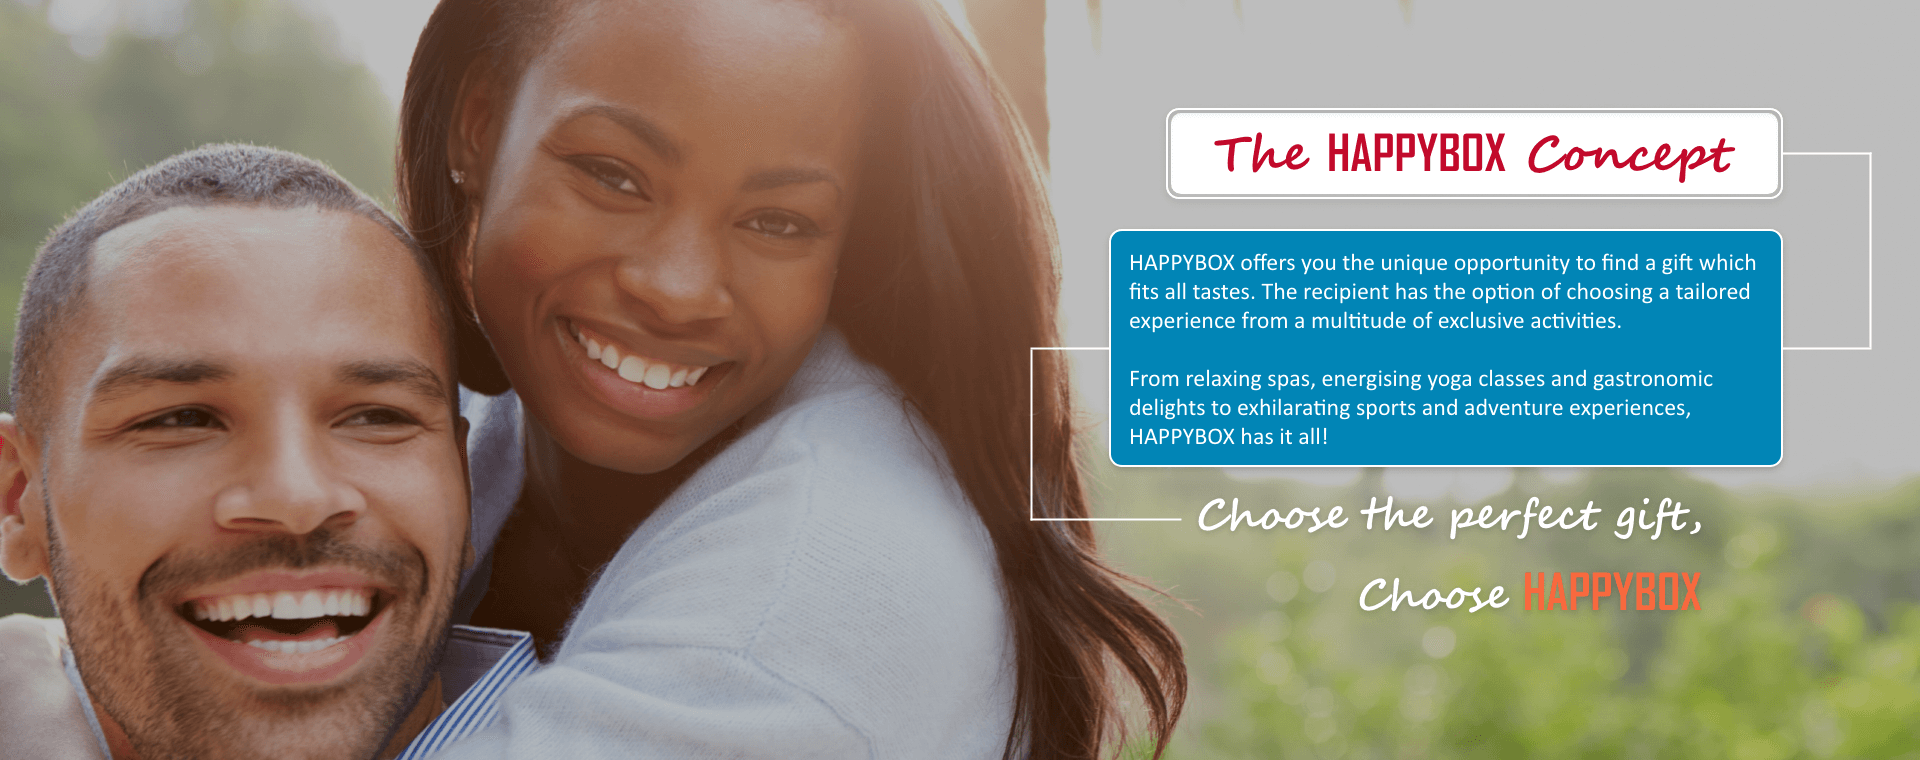 The HAPPYBOX Concept
HAPPYBOX offers you the unique opportunity to find a gift which
fits all tastes. The recipient has the option of choosing a tailored
experience from a multitude of exclusive activities.
From relaxing spas, energising yoga classes and gastronomic
delights to exhilarating sports and adventure experiences,
HAPPYBOX has it all!
Choose the perfect gift,
Choose HAPPYBOX